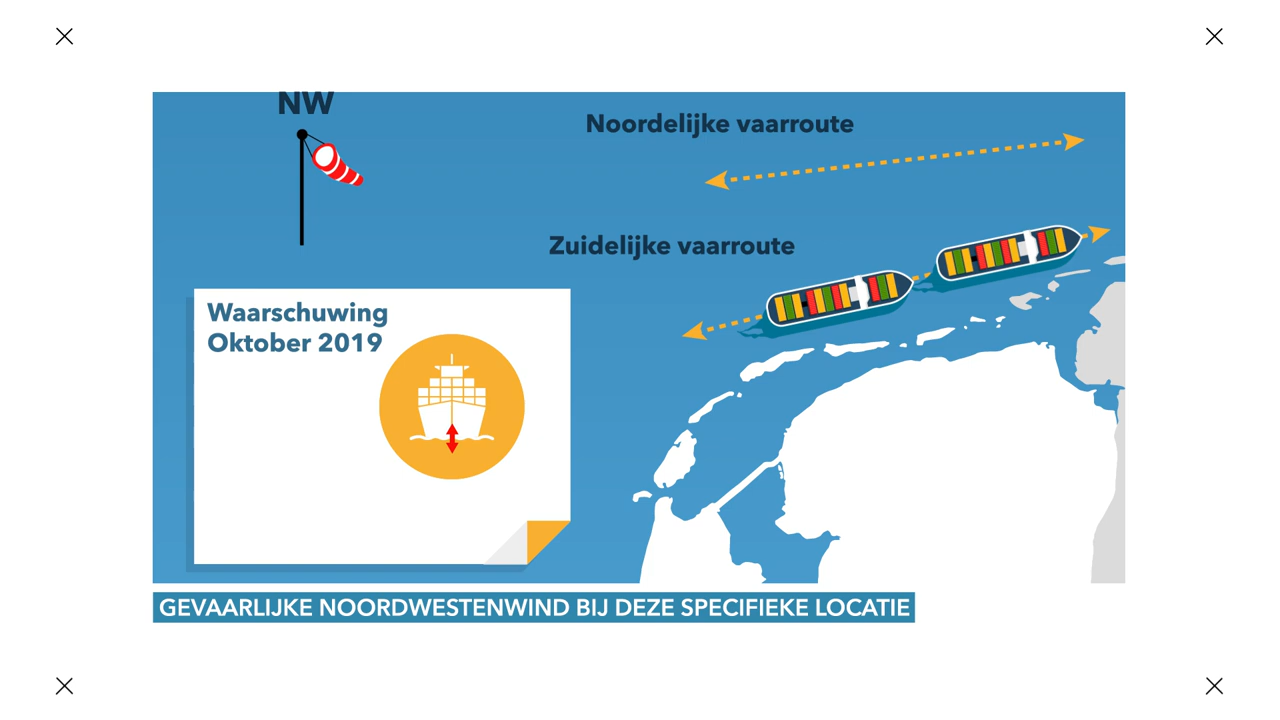 NW
Noordelijke vaarroute
Zuidelijke vaarroute
Waarschuwing
Oktober 2019
GEVAARLIJKE NOORDWESTENWIND BIJ DEZE SPECIFIEKE LOCATIE